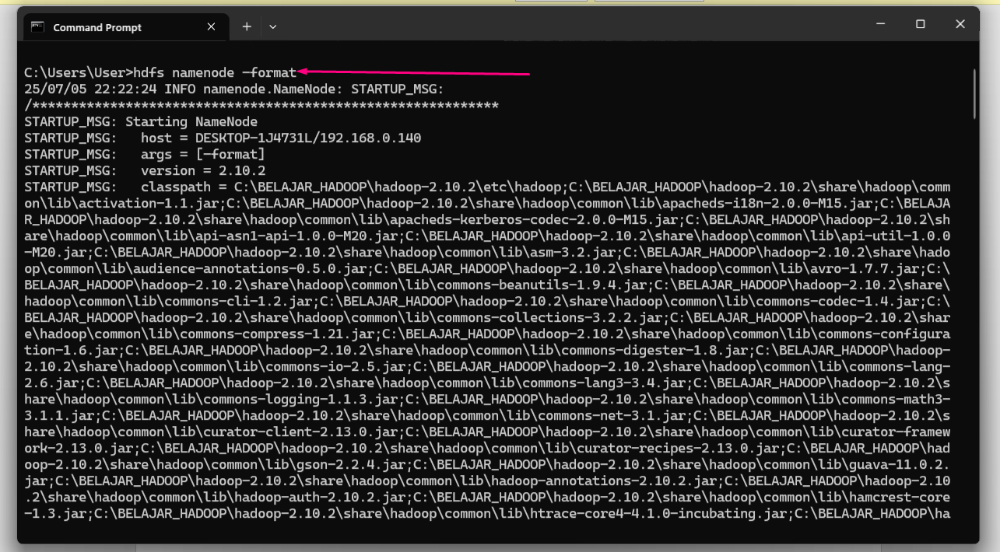 Command Prompt
C:\Users\User>hdfs namenode -format
25/07/05 22:22:24 INFO namenode.NameNode: STARTUP_MSG:
/************************************************************
STARTUP_MSG: Starting NameNode
STARTUP_MSG:   host = DESKTOP-1J4731L/192.168.0.140
STARTUP_MSG:   args = [-format]
STARTUP_MSG:   version = 2.10.2
STARTUP_MSG:   classpath = C:\BELAJAR_HADOOP\hadoop-2.10.2\etc\hadoop;C:\BELAJAR_HADOOP\hadoop-2.10.2\share\hadoop\comm
on\lib\activation-1.1.jar;C:\BELAJAR_HADOOP\hadoop-2.10.2\share\hadoop\common\lib\apacheds-i18n-2.0.0-M15.jar;C:\BELAJA
R_HADOOP\hadoop-2.10.2\share\hadoop\common\lib\apacheds-kerberos-codec-2.0.0-M15.jar;C:\BELAJAR_HADOOP\hadoop-2.10.2\sh
are\hadoop\common\lib\api-asn1-api-1.0.0-M20.jar;C:\BELAJAR_HADOOP\hadoop-2.10.2\share\hadoop\common\lib\api-util-1.0.0
-M20.jar;C:\BELAJAR_HADOOP\hadoop-2.10.2\share\hadoop\common\lib\asm-3.2.jar;C:\BELAJAR_HADOOP\hadoop-2.10.2\share\hado
op\common\lib\audience-annotations-0.5.0.jar;C:\BELAJAR_HADOOP\hadoop-2.10.2\share\hadoop\common\lib\avro-1.7.7.jar;C:\
BELAJAR_HADOOP\hadoop-2.10.2\share\hadoop\common\lib\commons-beanutils-1.9.4.jar;C:\BELAJAR_HADOOP\hadoop-2.10.2\share\
hadoop\common\lib\commons-cli-1.2.jar;C:\BELAJAR_HADOOP\hadoop-2.10.2\share\hadoop\common\lib\commons-codec-1.4.jar;C:\
BELAJAR_HADOOP\hadoop-2.10.2\share\hadoop\common\lib\commons-collections-3.2.2.jar;C:\BELAJAR_HADOOP\hadoop-2.10.2\shar
e\hadoop\common\lib\commons-compress-1.21.jar;C:\BELAJAR_HADOOP\hadoop-2.10.2\share\hadoop\common\lib\commons-configura
tion-1.6.jar;C:\BELAJAR_HADOOP\hadoop-2.10.2\share\hadoop\common\lib\commons-digester-1.8.jar;C:\BELAJAR_HADOOP\hadoop-
2.10.2\share\hadoop\common\lib\commons-io-2.5.jar;C:\BELAJAR_HADOOP\hadoop-2.10.2\share\hadoop\common\lib\commons-lang-
2.6.jar;C:\BELAJAR_HADOOP\hadoop-2.10.2\share\hadoop\common\lib\commons-lang3-3.4.jar;C:\BELAJAR_HADOOP\hadoop-2.10.2\s
hare\hadoop\common\lib\commons-logging-1.1.3.jar;C:\BELAJAR_HADOOP\hadoop-2.10.2\share\hadoop\common\lib\commons-math3-
3.1.1.jar;C:\BELAJAR_HADOOP\hadoop-2.10.2\share\hadoop\common\lib\commons-net-3.1.jar;C:\BELAJAR_HADOOP\hadoop-2.10.2\s
hare\hadoop\common\lib\curator-client-2.13.0.jar;C:\BELAJAR_HADOOP\hadoop-2.10.2\share\hadoop\common\lib\curator-framew
ork-2.13.0.jar;C:\BELAJAR_HADOOP\hadoop-2.10.2\share\hadoop\common\lib\curator-recipes-2.13.0.jar;C:\BELAJAR_HADOOP\had
oop-2.10.2\share\hadoop\common\lib\gson-2.2.4.jar;C:\BELAJAR_HADOOP\hadoop-2.10.2\share\hadoop\common\lib\guava-11.0.2.
jar;C:\BELAJAR_HADOOP\hadoop-2.10.2\share\hadoop\common\lib\hadoop-annotations-2.10.2.jar;C:\BELAJAR_HADOOP\hadoop-2.10
.2\share\hadoop\common\lib\hadoop-auth-2.10.2.jar;C:\BELAJAR_HADOOP\hadoop-2.10.2\share\hadoop\common\lib\hamcrest-core
-1.3.jar;C:\BELAJAR_HADOOP\hadoop-2.10.2\share\hadoop\common\lib\htrace-core4-4.1.0-incubating.jar;C:\BELAJAR_HADOOP\ha